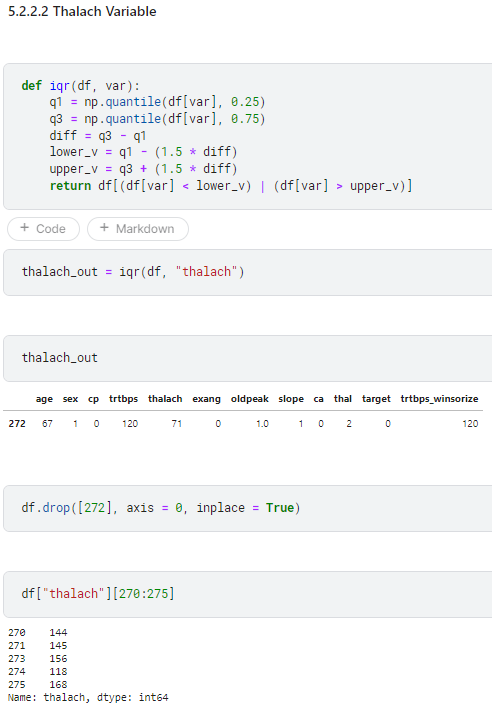 5.2.2.2 Thalach Variable
def iqr(df, var):
    q1 = np.quantile(df[var], 0.25)
    q3 = np.quantile(df[var], 0.75)
    diff = q3 - q1
    lower_v = q1 - (1.5 * diff)
    upper_v = q3 + (1.5 * diff)
    return df[(df[var] < lower_v) | (df[var] > upper_v)]
+ Code + Markdown
thalach_out = iqr(df, "thalach")
thalach_out
age sex cp trtbps thalach exang oldpeak slope ca thal target trtbps_winsorize
272 67 1 0 120 71 0 1.0 1 0 2 0 120
df.drop([272], axis = 0, inplace = True)
df["thalach"][270:275]
270 144
271 145
273 156
274 118
275 168
Name: thalach, dtype: int64